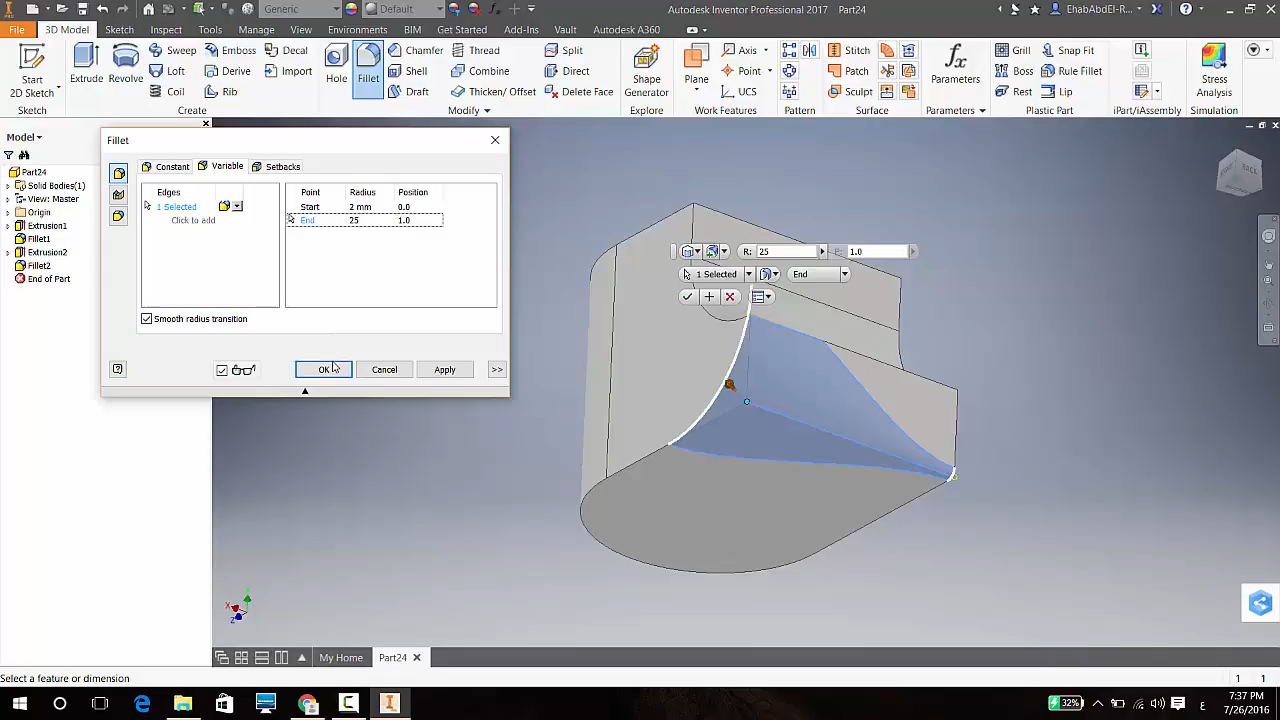 Generic
Default
Autodesk Inventor Professional 2017 Part24
EhabAbdEl-R...
File
3D Model
Sketch
Inspect
Tools
Manage
View
Environments
BIM
Get Started
Add-Ins
Vault
Autodesk A360
Start
2D Sketch
Extrude
Revolve
Sweep
Loft
Coil
Emboss
Derive
Rib
Decal
Import
Hole
Fillet
Chamfer
Shell
Draft
Thread
Combine
Thicken/ Offset
Split
Direct
Delete Face
Shape
Generator
Plane
Axis
Point
UCS
Stitch
Patch
Sculpt
Parameters
Grill
Boss
Rest
Snap Fit
Rule Fillet
Lip
Stress
Analysis
Sketch
Create
Modify
Explore
Work Features
Pattern
Surface
Parameters
Plastic Part
iPart/iAssembly
Simulation
Model
Part24
Solid Bodies(1)
View: Master
Origin
Extrusion1
Fillet1
Extrusion2
Fillet2
End of Part
Fillet
Constant
Variable
Setbacks
Edges
1 Selected
Click to add
Point Radius Position
Start 2 mm 0.0
End 25 1.0
Smooth radius transition
OK
Cancel
Apply
>>
R: 25
P: 1.0
1 Selected
End
BACK
X
Y
Z
My Home
Part24
Select a feature or dimension
1 1
32%
ع
7:37 PM
7/26/2016